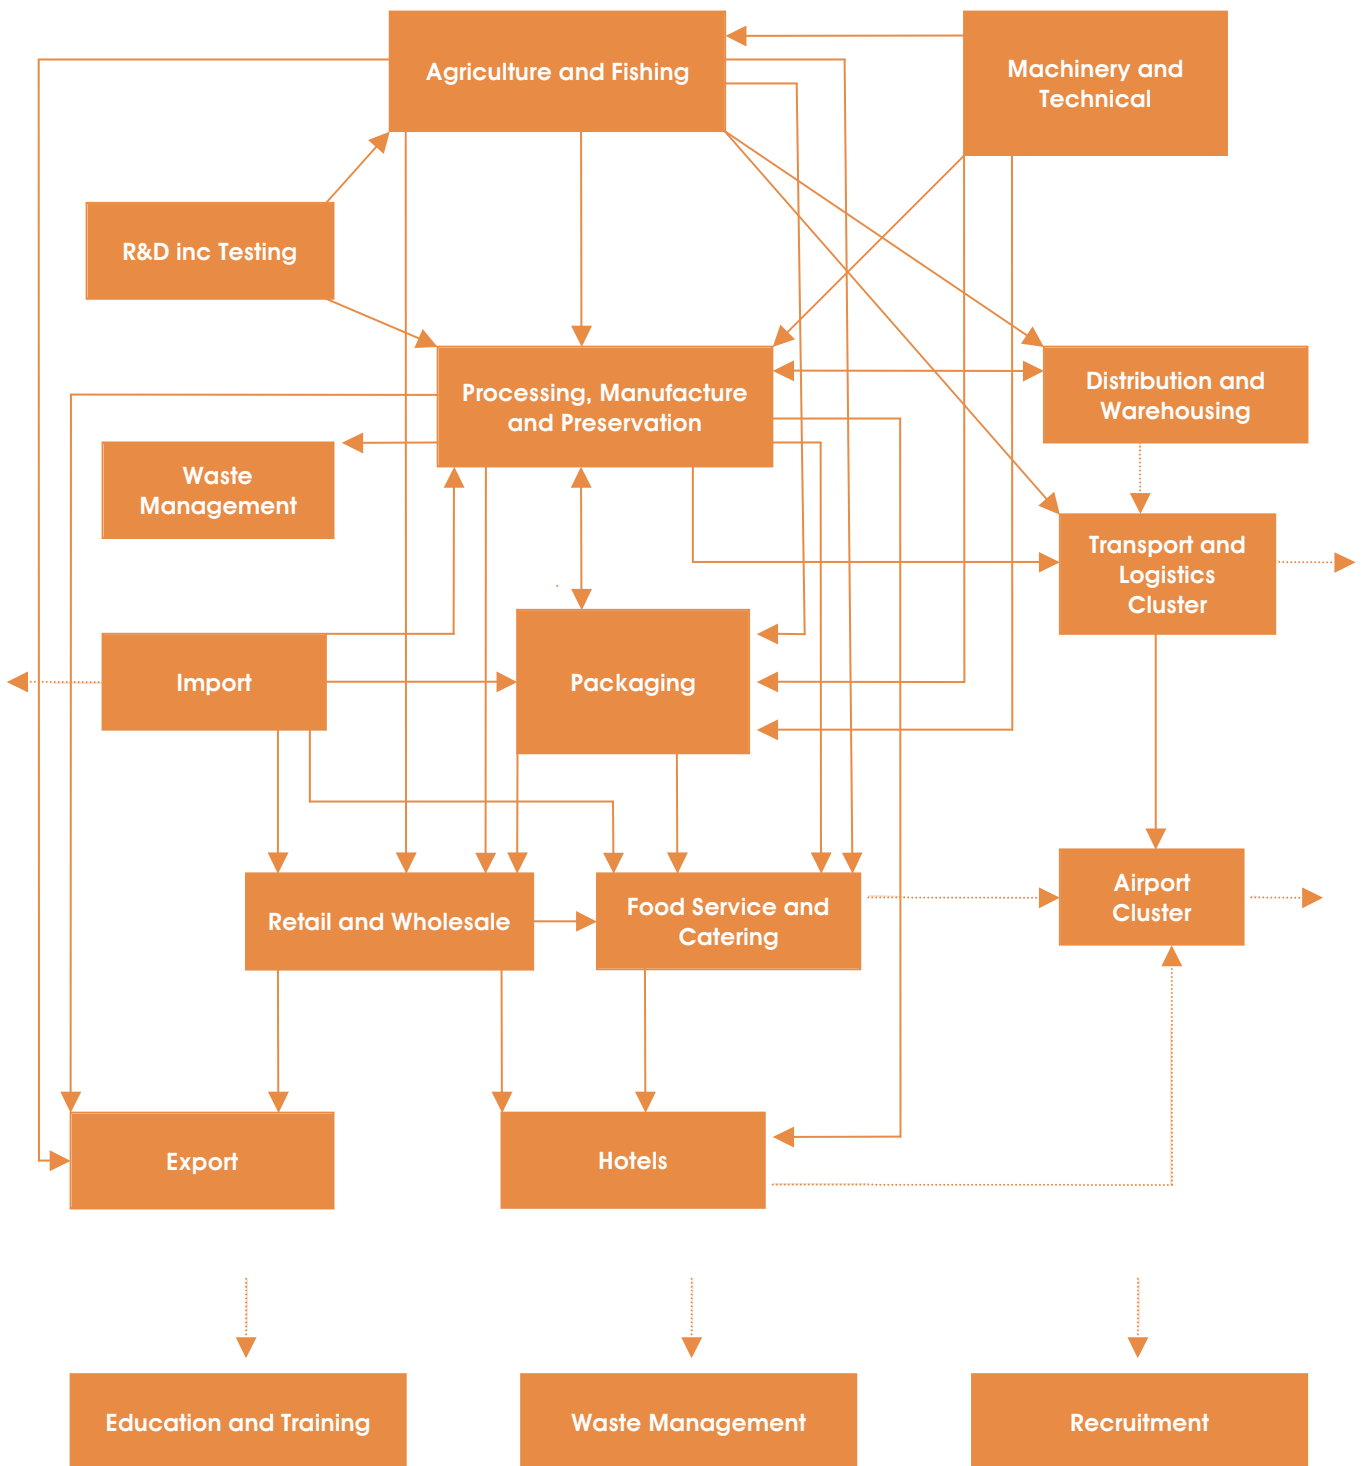 Agriculture and Fishing
Machinery and
Technical
R&D inc Testing
Processing, Manufacture
and Preservation
Distribution and
Warehousing
Waste
Management
Transport and
Logistics
Cluster
Import
Packaging
Airport
Cluster
Retail and Wholesale
Food Service and
Catering
Export
Hotels
Education and Training
Waste Management
Recruitment